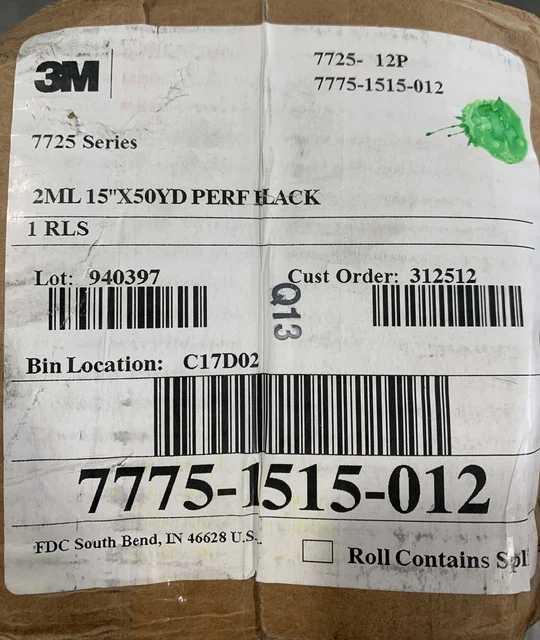 3M
7725- 12P
7775-1515-012
7725 Series
2ML 15"X50YD PERF BLACK
1 RLS
Lot: 940397
Cust Order: 312512
Q13
Bin Location: C17D02
7775-1515-012
FDC South Bend, IN 46628 U.S.
Roll Contains Spl